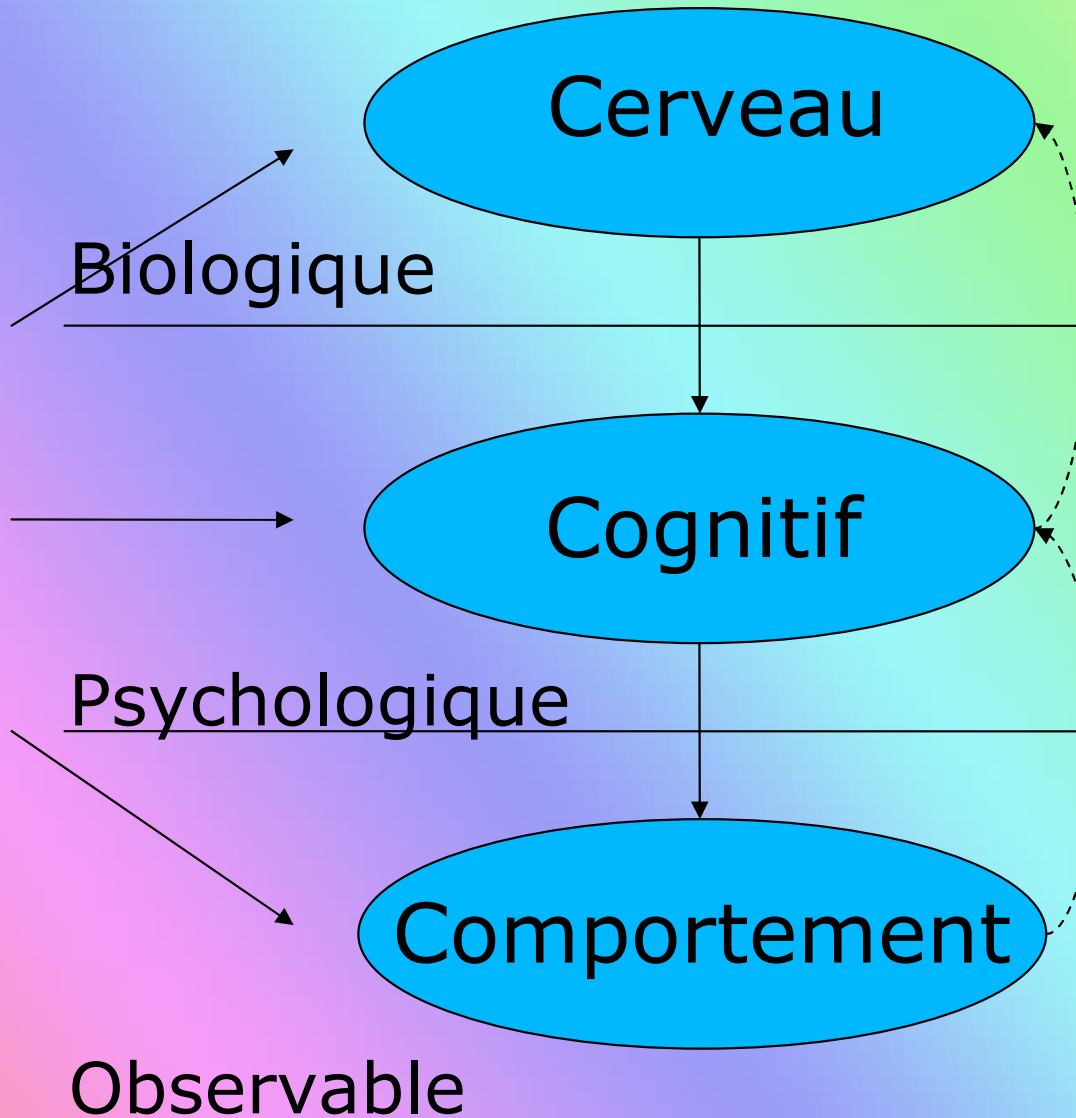 Cerveau
Biologique
Cognitif
Psychologique
Comportement
Observable